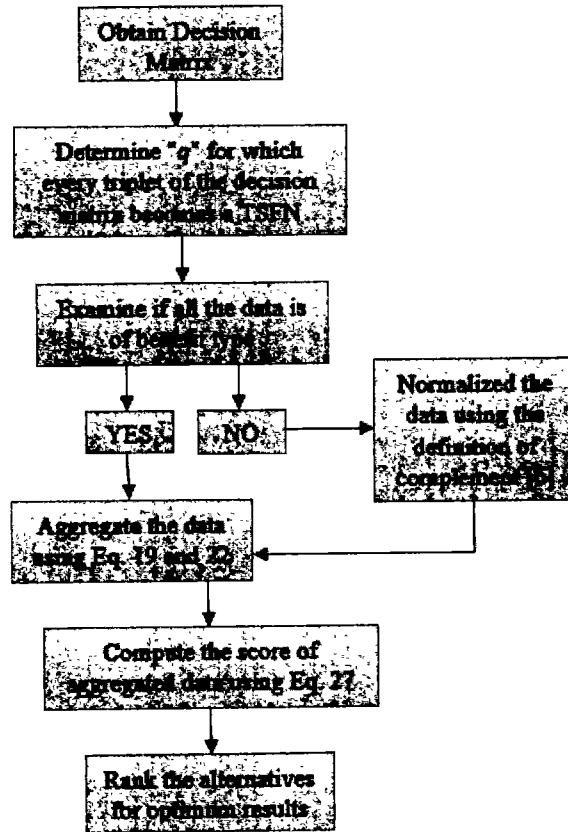 Obtain Decision
Matrix
Determine "q" for which
every triplet of the decision
matrix becomes a TSFN
Examine if all the data is
of benefit type
YES
NO
Normalized the
data using the
definition of
complement
Aggregate the data
using Eq. 19 and 22
Compute the score of
aggregated data using Eq. 27
Rank the alternatives
for optimum results